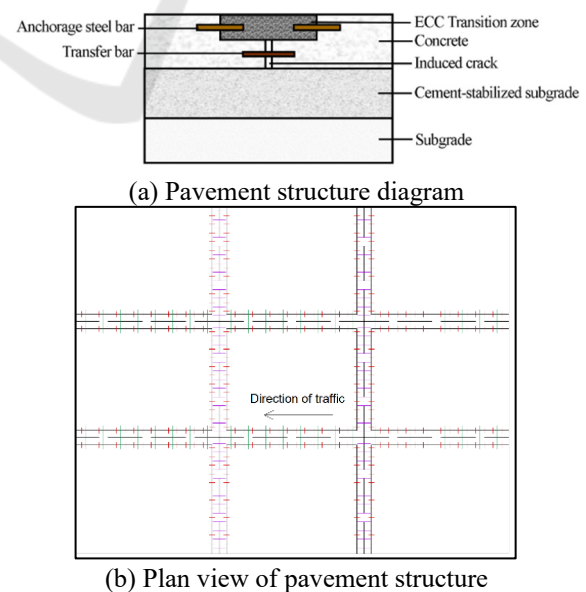 Anchorage steel bar
ECC Transition zone
Concrete
Transfer bar
Induced crack
Cement-stabilized subgrade
Subgrade
(a) Pavement structure diagram
Direction of traffic
(b) Plan view of pavement structure